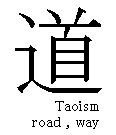 道
Taoism
road , way